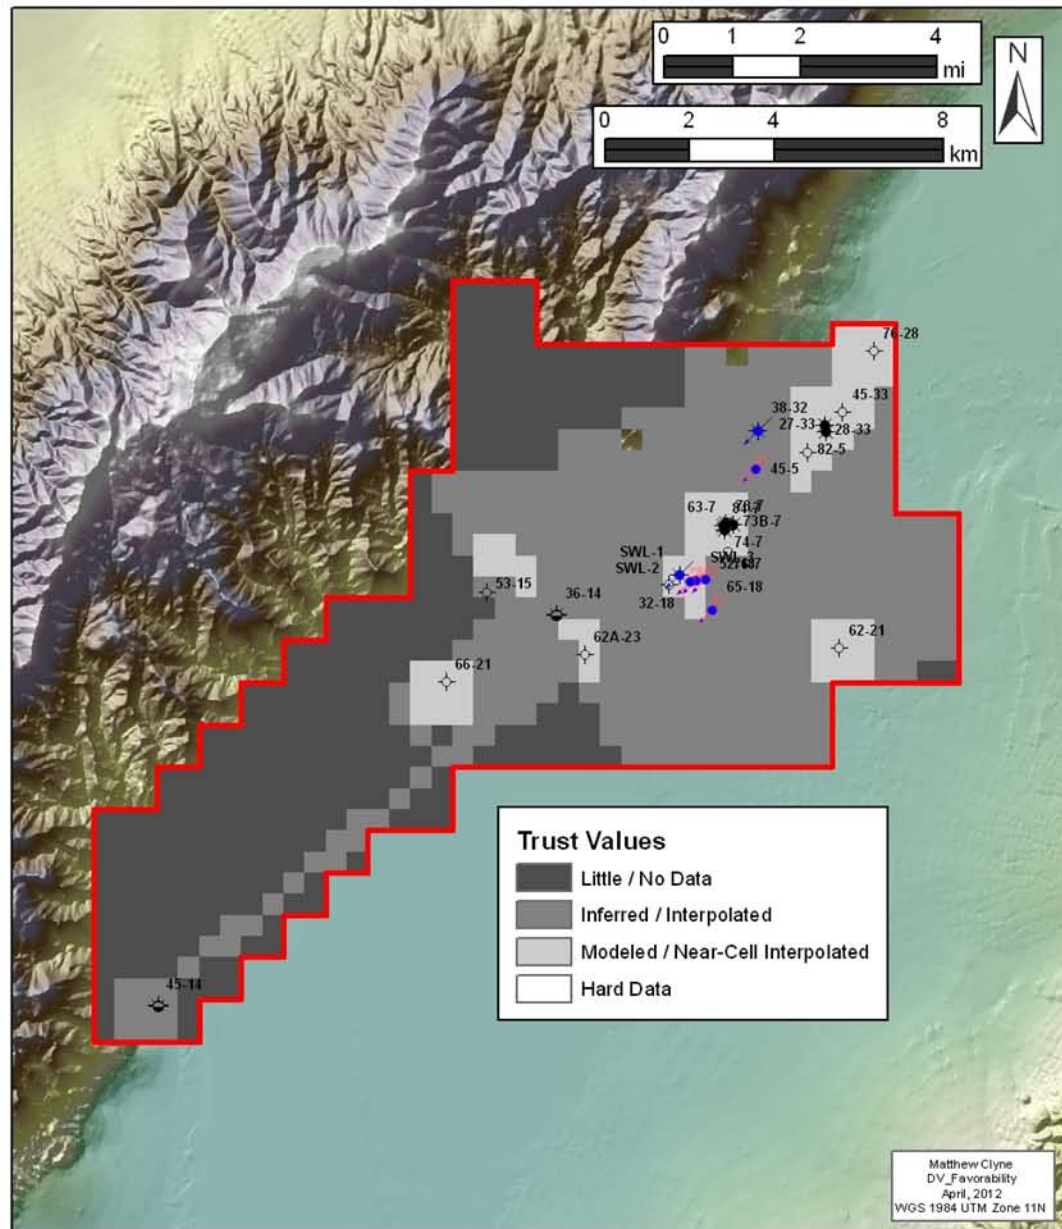 0 1 2 4
mi
N
0 2 4 8
km
76-28
45-33
38-32
27-33
28-33
82-5
45-5
63-7
73B-7
74-7
SWL-1
SWL-3
SWL-2
53-15
36-14
32-18
65-18
62A-23
62-21
66-21
Trust Values
Little / No Data
Inferred / Interpolated
Modeled / Near-Cell Interpolated
Hard Data
45-14
Matthew Clyne
DV_Favorability
April, 2012
WGS 1984 UTM Zone 11N